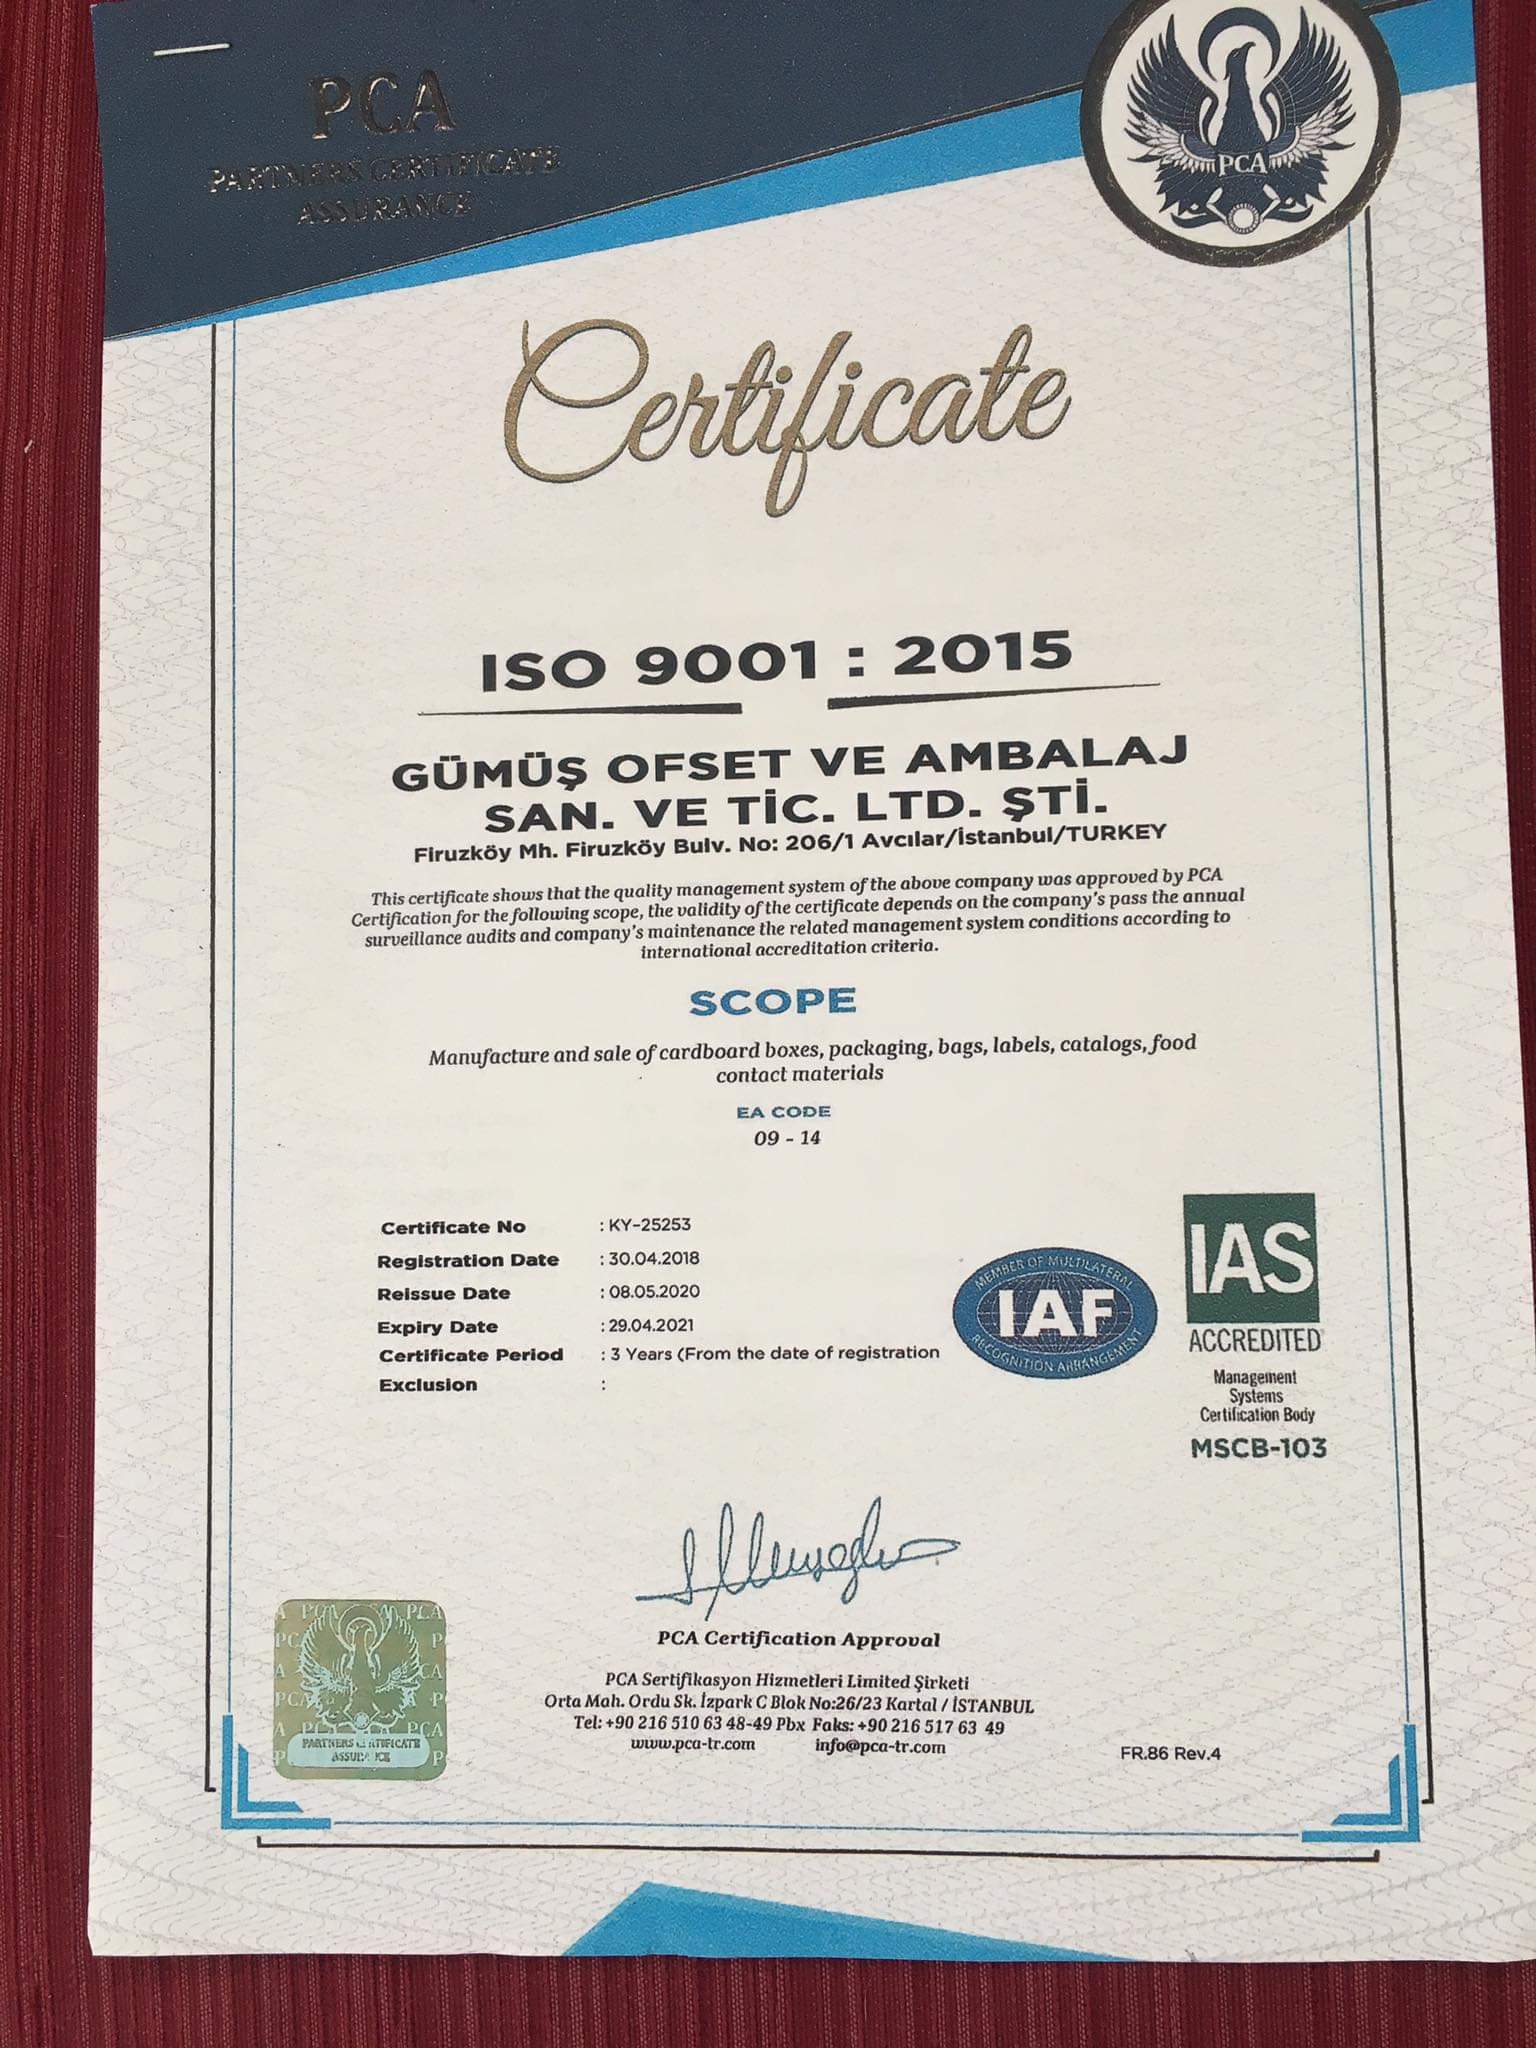 PCA
PARTNERS CERTIFICATE
ASSURANCE
PCA
Certificate
ISO 9001 : 2015
GÜMÜŞ OFSET VE AMBALAJ
SAN. VE TİC. LTD. ŞTİ.
Firuzköy Mh. Firuzköy Bulv. No: 206/1 Avcılar/İstanbul/TURKEY
This certificate shows that the quality management system of the above company was approved by PCA
Certification for the following scope, the validity of the certificate depends on the company's pass the annual
surveillance audits and company's maintenance the related management system conditions according to
international accreditation criteria.
SCOPE
Manufacture and sale of cardboard boxes, packaging, bags, labels, catalogs, food
contact materials
EA CODE
09 - 14
Certificate No : KY-25253
Registration Date : 30.04.2018
Reissue Date : 08.05.2020
Expiry Date : 29.04.2021
Certificate Period : 3 Years (From the date of registration
Exclusion :
MEMBER OF MULTILATERAL
IAF
RECOGNITION ARRANGEMENT
IAS
ACCREDITED
Management
Systems
Certification Body
MSCB-103
PCA Certification Approval
PCA Sertifikasyon Hizmetleri Limited Şirketi
Orta Mah. Ordu Sk. İzpark C Blok No:26/23 Kartal / İSTANBUL
Tel: +90 216 510 63 48-49 Pbx Faks: +90 216 517 63 49
www.pca-tr.com info@pca-tr.com
FR.86 Rev.4
PARTNERS CERTIFICATE
ASSURANCE